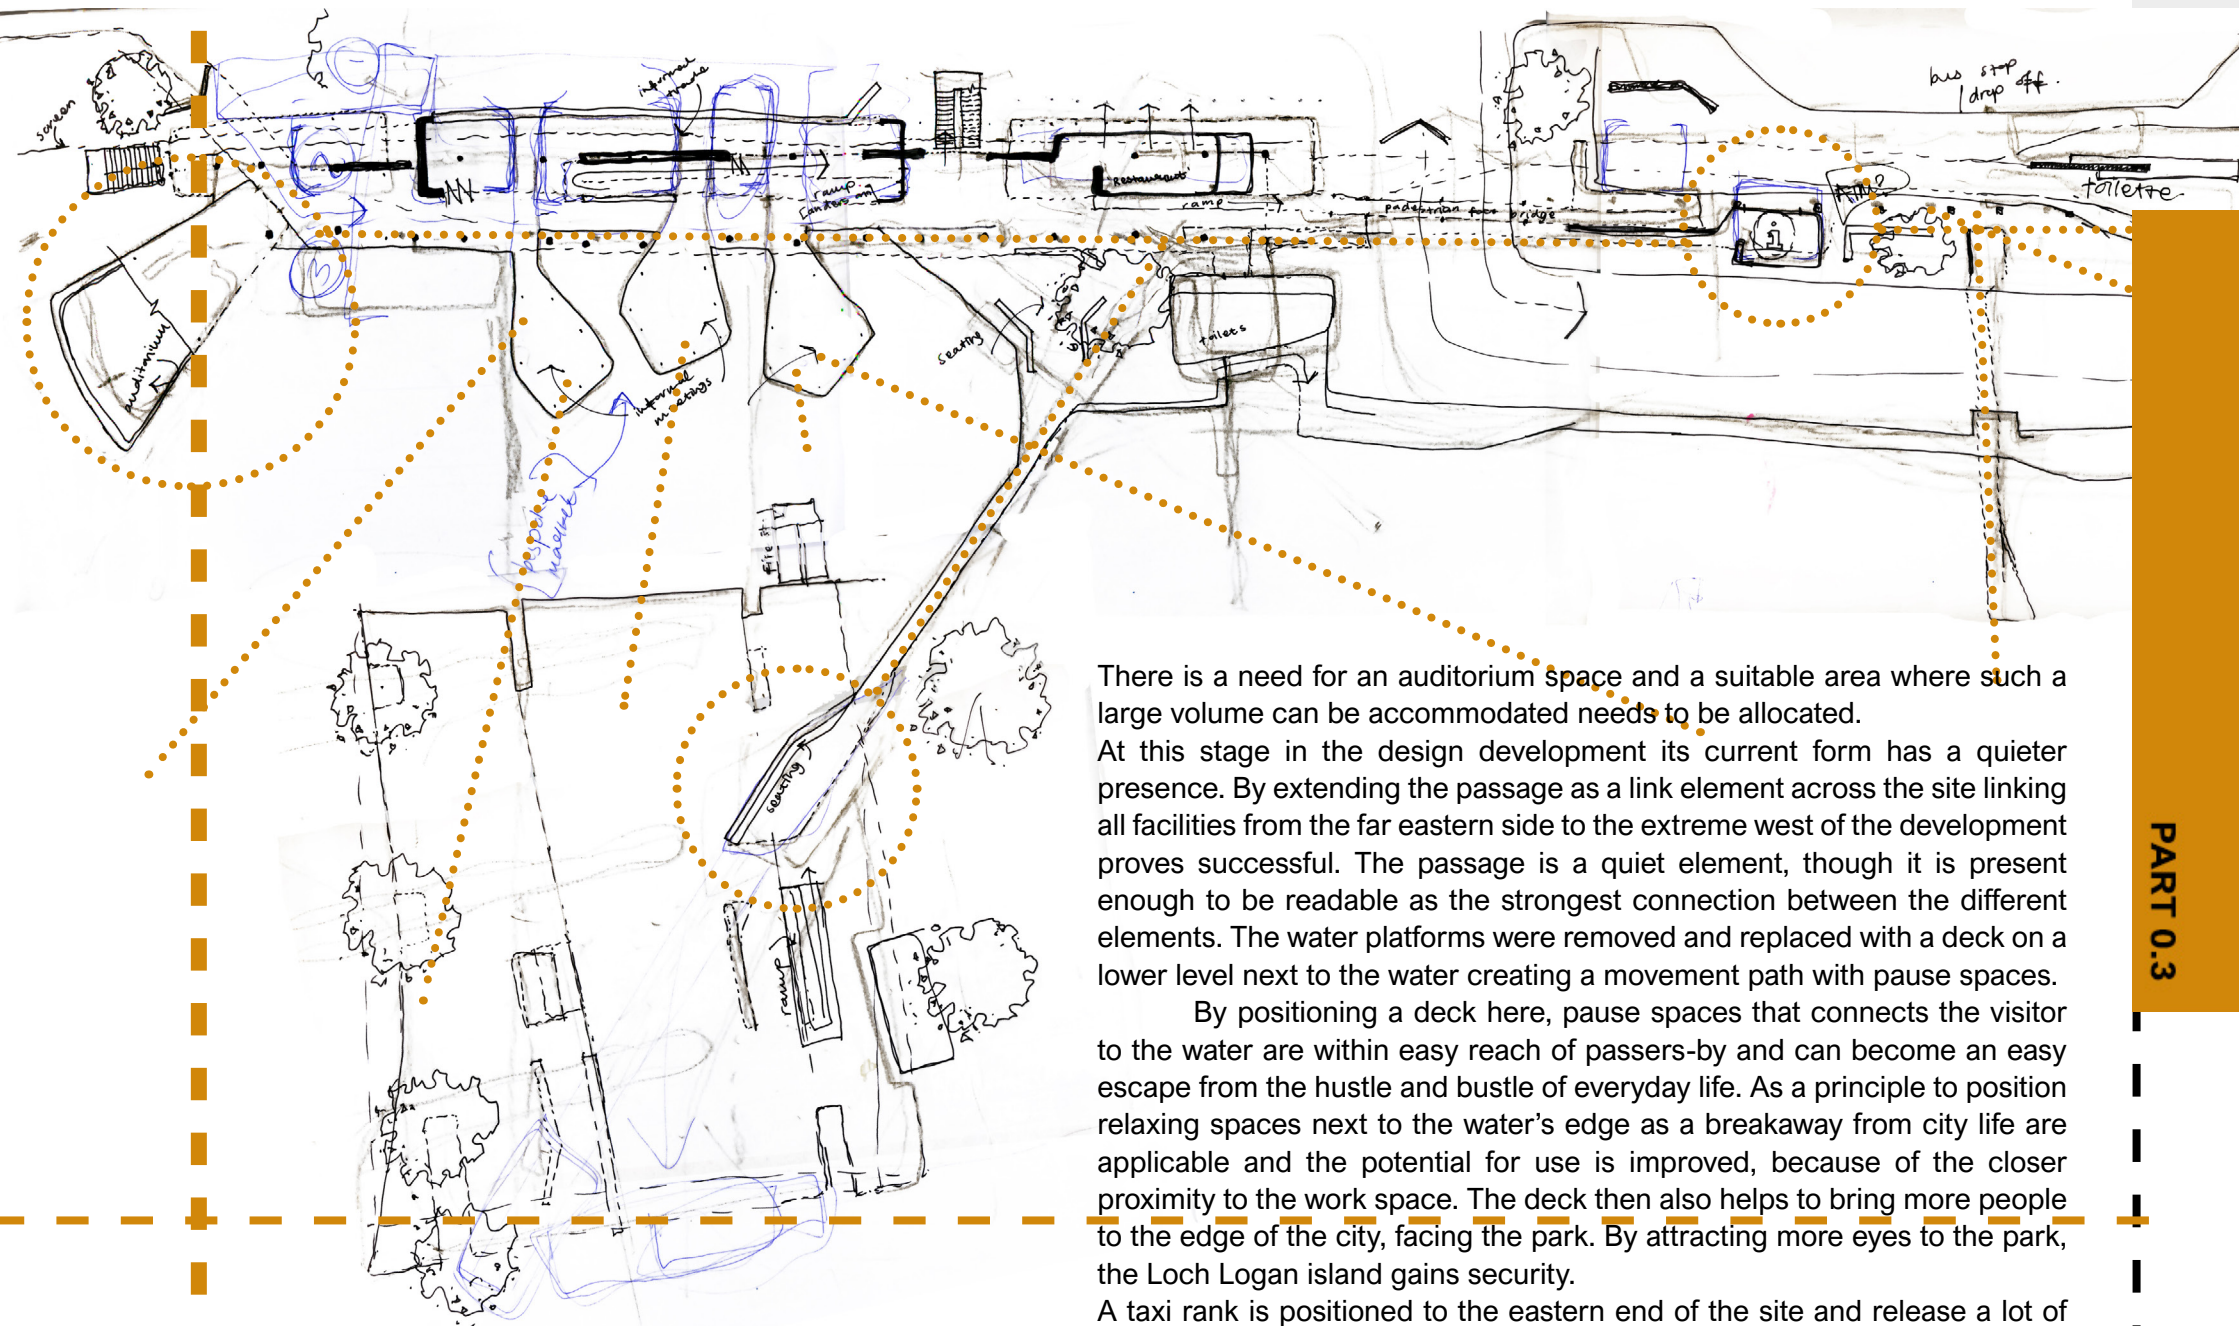 screen
informal
trade
bus stop
drop off.
ramp
Restaurant
ramp
pedestrian foot bridge
i
toilette
auditorium
seating
toilets
informal
meetings
bespoke
market
seating
ramp
There is a need for an auditorium space and a suitable area where such a
large volume can be accommodated needs to be allocated.
At this stage in the design development its current form has a quieter
presence. By extending the passage as a link element across the site linking
all facilities from the far eastern side to the extreme west of the development
proves successful. The passage is a quiet element, though it is present
enough to be readable as the strongest connection between the different
elements. The water platforms were removed and replaced with a deck on a
lower level next to the water creating a movement path with pause spaces.
By positioning a deck here, pause spaces that connects the visitor
to the water are within easy reach of passers-by and can become an easy
escape from the hustle and bustle of everyday life. As a principle to position
relaxing spaces next to the water’s edge as a breakaway from city life are
applicable and the potential for use is improved, because of the closer
proximity to the work space. The deck then also helps to bring more people
to the edge of the city, facing the park. By attracting more eyes to the park,
the Loch Logan island gains security.
A taxi rank is positioned to the eastern end of the site and release a lot of
PART 0.3